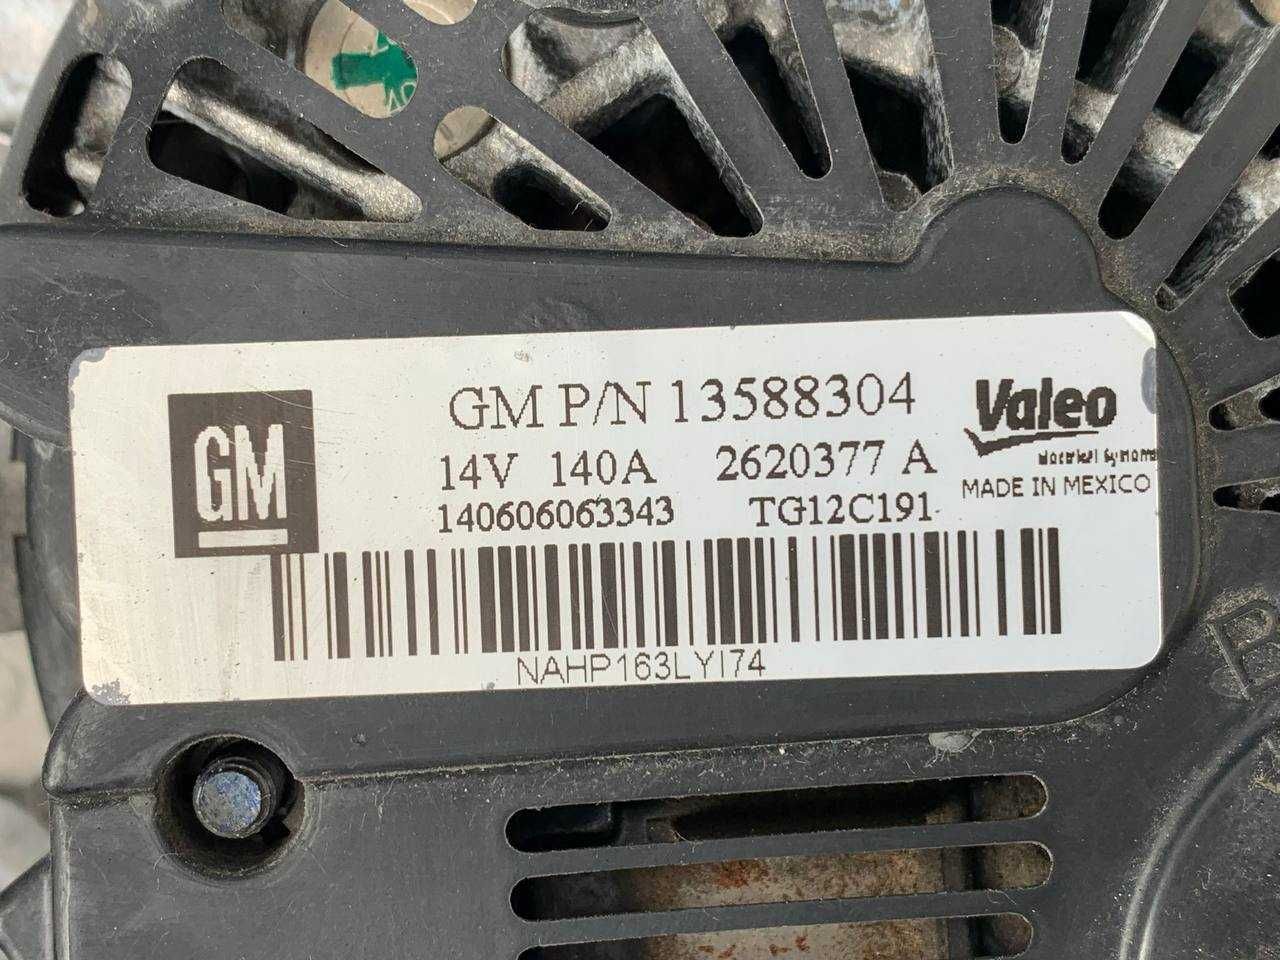 GM
GM P/N 13588304
14V 140A 2620377 A
140606063343 TG12C191
Valeo
MADE IN MEXICO
NAHP163LYI74
B